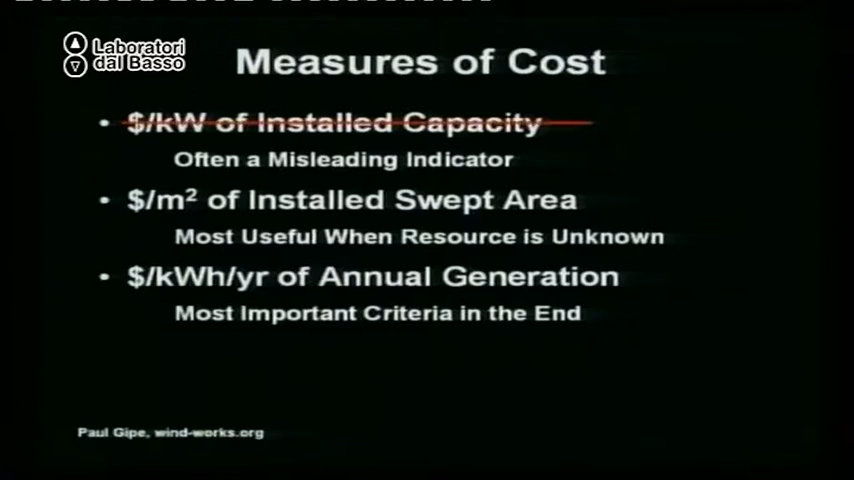 Laboratori
dal Basso
Measures of Cost
• $/kW of Installed Capacity
Often a Misleading Indicator
• $/m² of Installed Swept Area
Most Useful When Resource is Unknown
• $/kWh/yr of Annual Generation
Most Important Criteria in the End
Paul Gipe, wind-works.org